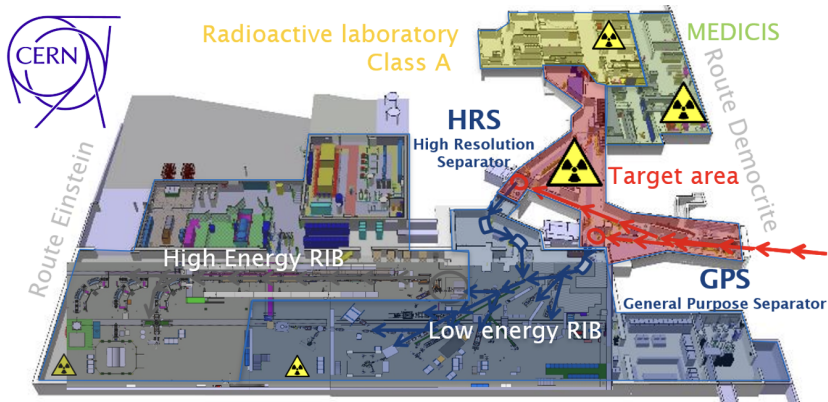 CERN
Radioactive laboratory
Class A
MEDICIS
Route Democrite
HRS
High Resolution
Separator
Target area
Route Einstein
High Energy RIB
GPS
General Purpose Separator
Low energy RIB